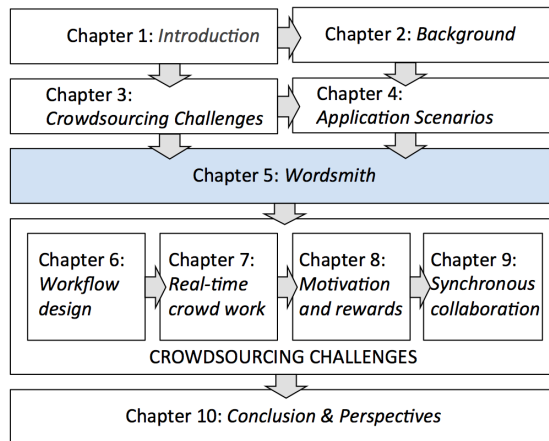 Chapter 1: Introduction
Chapter 2: Background
Chapter 3:
Crowdsourcing Challenges
Chapter 4:
Application Scenarios
Chapter 5: Wordsmith
Chapter 6:
Workflow
design
Chapter 7:
Real-time
crowd work
Chapter 8:
Motivation
and rewards
Chapter 9:
Synchronous
collaboration
CROWDSOURCING CHALLENGES
Chapter 10: Conclusion & Perspectives